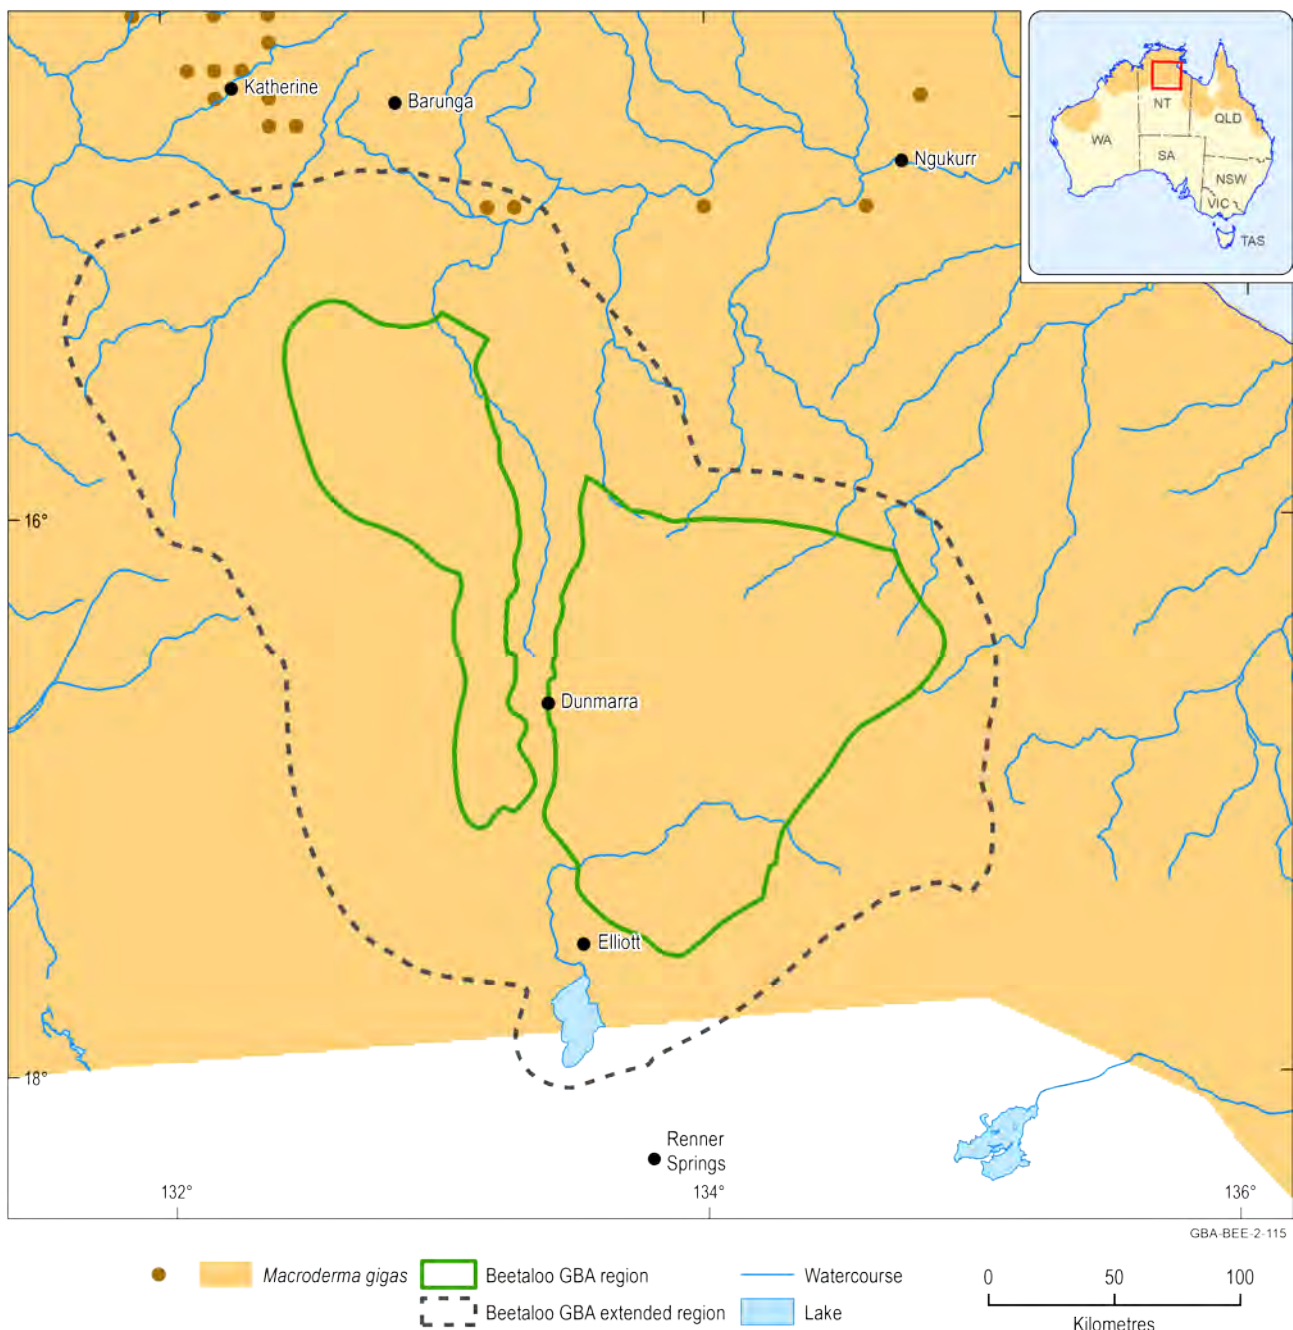 Katherine
Barunga
Ngukurr
NT
QLD
WA
SA
NSW
VIC
TAS
16°
Dunmarra
Elliott
18°
Renner
Springs
132°
134°
136°
GBA-BEE-2-115
Macroderma gigas
Beetaloo GBA region
Watercourse
0 50 100
Beetaloo GBA extended region
Lake
Kilometres